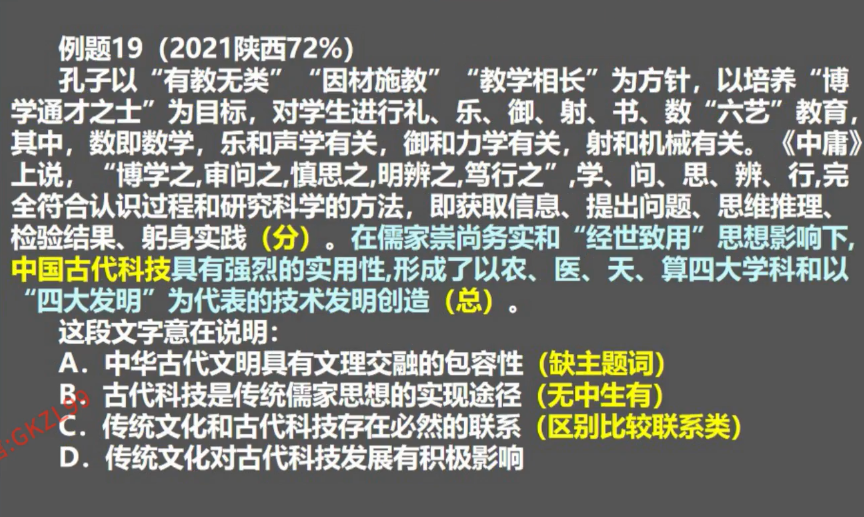 例题19（2021陕西72%）
孔子以“有教无类”“因材施教”“教学相长”为方针，以培养“博
学通才之士”为目标，对学生进行礼、乐、御、射、书、数“六艺”教育，
其中，数即数学，乐和声学有关，御和力学有关，射和机械有关。《中庸》
上说，“博学之,审问之,慎思之,明辨之,笃行之”,学、问、思、辨、行,完
全符合认识过程和研究科学的方法，即获取信息、提出问题、思维推理、
检验结果、躬身实践（分）。在儒家崇尚务实和“经世致用”思想影响下,
中国古代科技具有强烈的实用性,形成了以农、医、天、算四大学科和以
“四大发明”为代表的技术发明创造（总）。
这段文字意在说明：
A．中华古代文明具有文理交融的包容性（缺主题词）
B．古代科技是传统儒家思想的实现途径（无中生有）
C．传统文化和古代科技存在必然的联系（区别比较联系类）
D．传统文化对古代科技发展有积极影响
:GKZL99